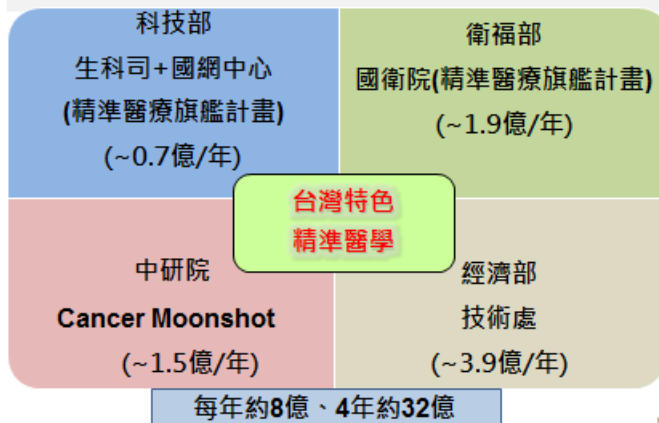 科技部
生科司+國網中心
(精準醫療旗艦計畫)
(~0.7億/年)
衛福部
國衛院(精準醫療旗艦計畫)
(~1.9億/年)
台灣特色
精準醫學
中研院
Cancer Moonshot
(~1.5億/年)
經濟部
技術處
(~3.9億/年)
每年約8億、4年約32億